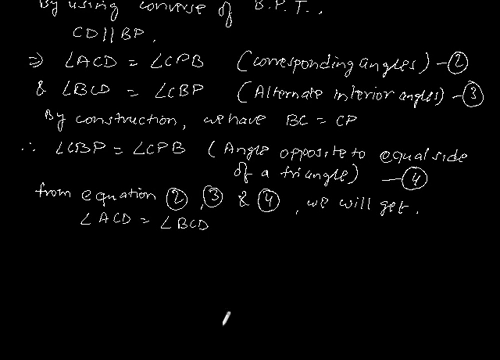 By using converse of B.P.T.,
CD||BP.
⇒ ∠ACD = ∠CPB (corresponding angles) -②
& ∠BCD = ∠CBP (Alternate interior angles) -③
By construction, we have BC = CP
∴ ∠CBP = ∠CPB (Angle opposite to equal side
of a triangle) -④
from equation ②, ③ & ④, we will get.
∠ACD = ∠BCD